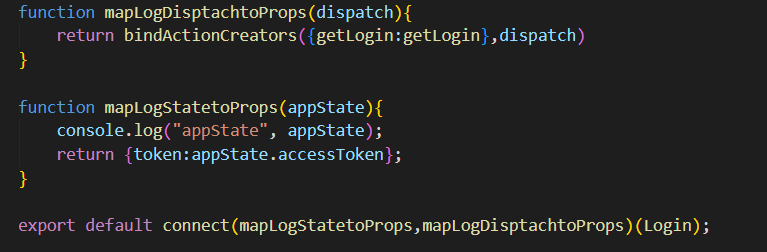 function mapLogDisptachtoProps(dispatch){
return bindActionCreators({getLogin:getLogin},dispatch)
}
function mapLogStatetoProps(appState){
console.log("appState", appState);
return {token:appState.accessToken};
}
export default connect(mapLogStatetoProps,mapLogDisptachtoProps)(Login);